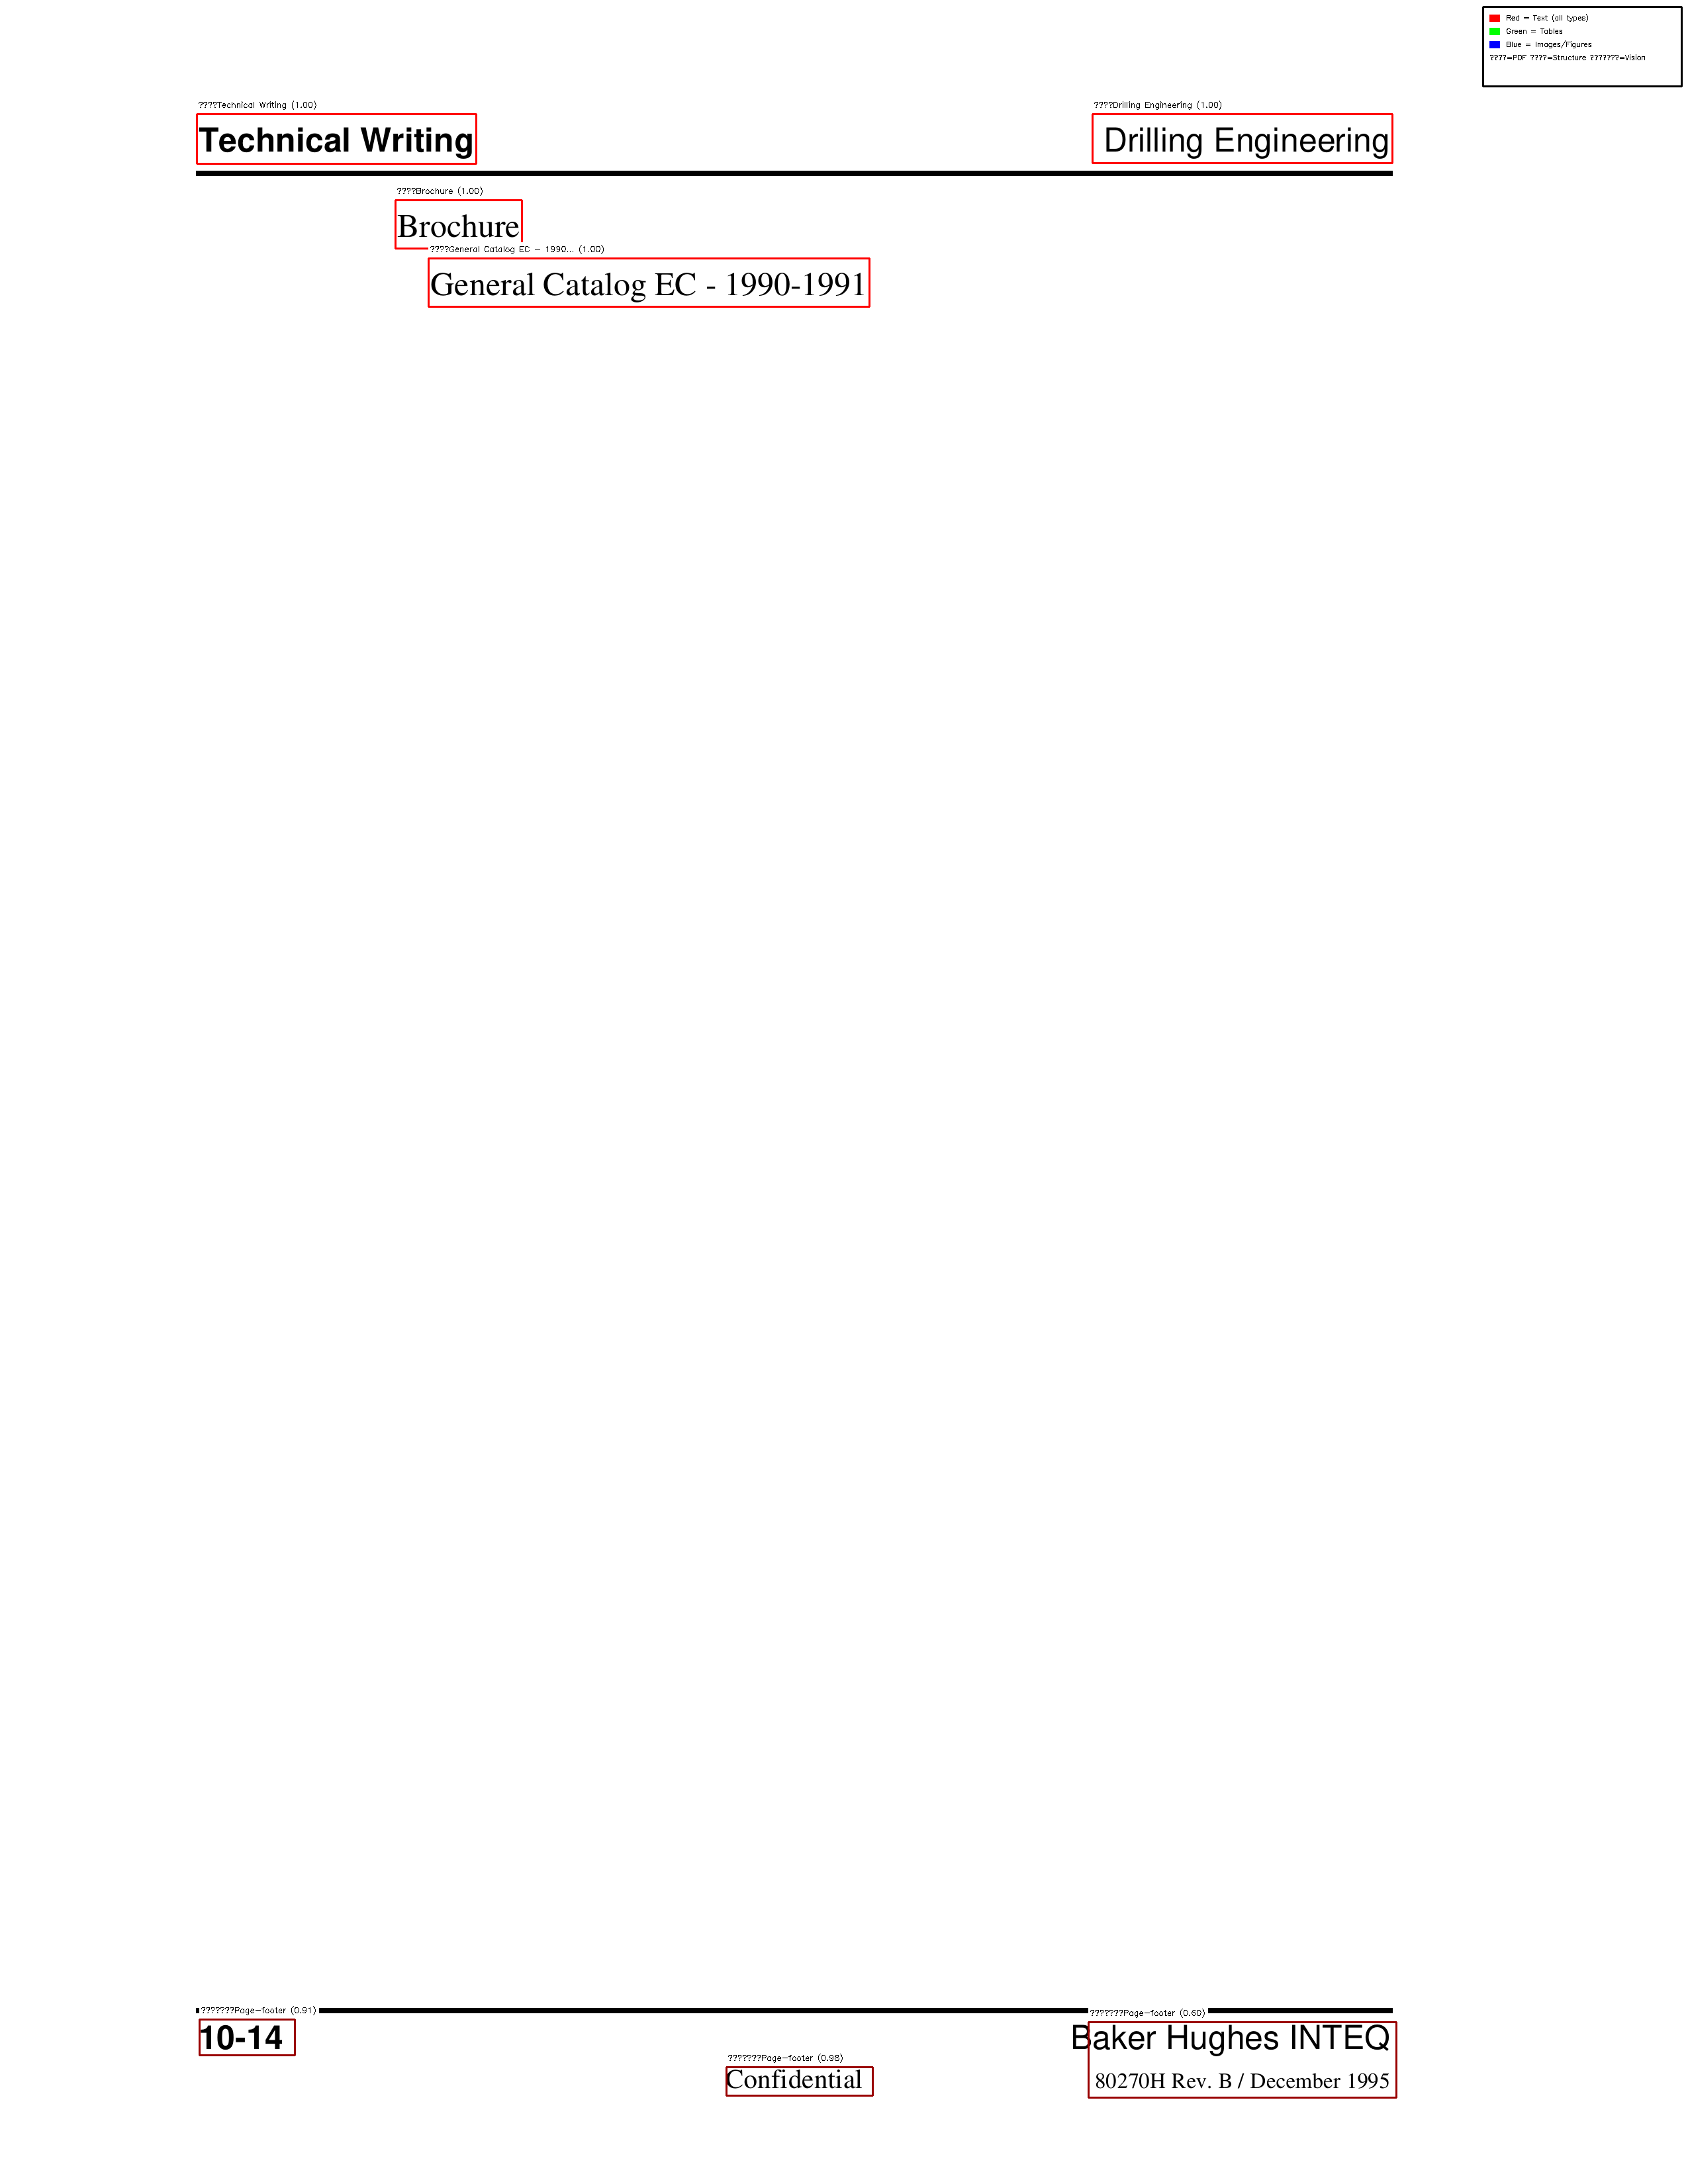 Red = Text (all types)
Green = Tables
Blue = Images/Figures
????=PDF ????=Structure ???????=Vision
????Technical Writing (1.00)
????Drilling Engineering (1.00)
Technical Writing
Drilling Engineering
????Brochure (1.00)
Brochure
????General Catalog EC - 1990... (1.00)
General Catalog EC - 1990-1991
???????Page-footer (0.91)
???????Page-footer (0.60)
10-14
Baker Hughes INTEQ
???????Page-footer (0.98)
Confidential
80270H Rev. B / December 1995